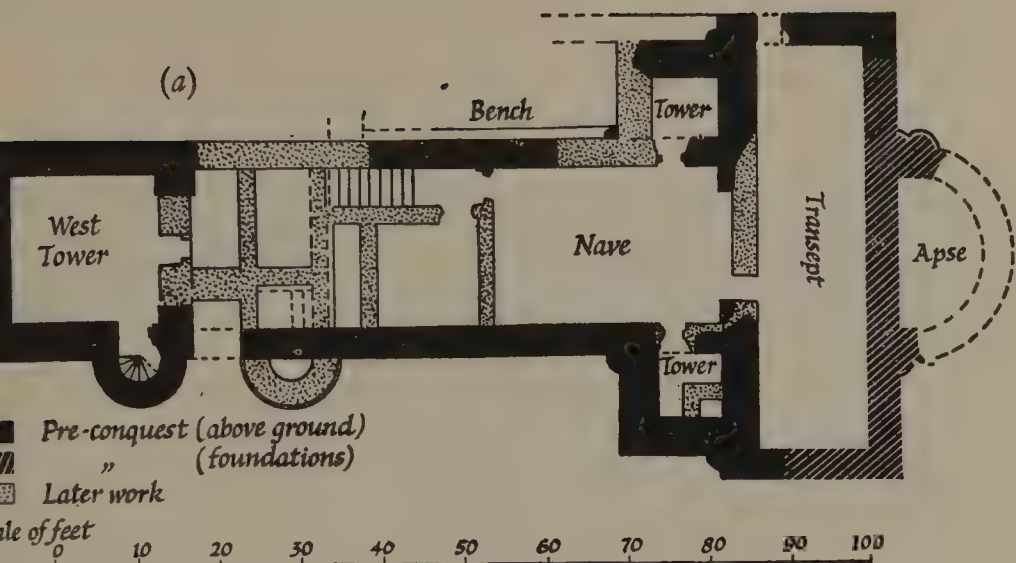 (a)
Bench
Tower
West
Tower
Nave
Transept
Apse
Tower
Pre-conquest (above ground)
" (foundations)
Later work
of feet
0 10 20 30 40 50 60 70 80 90 100